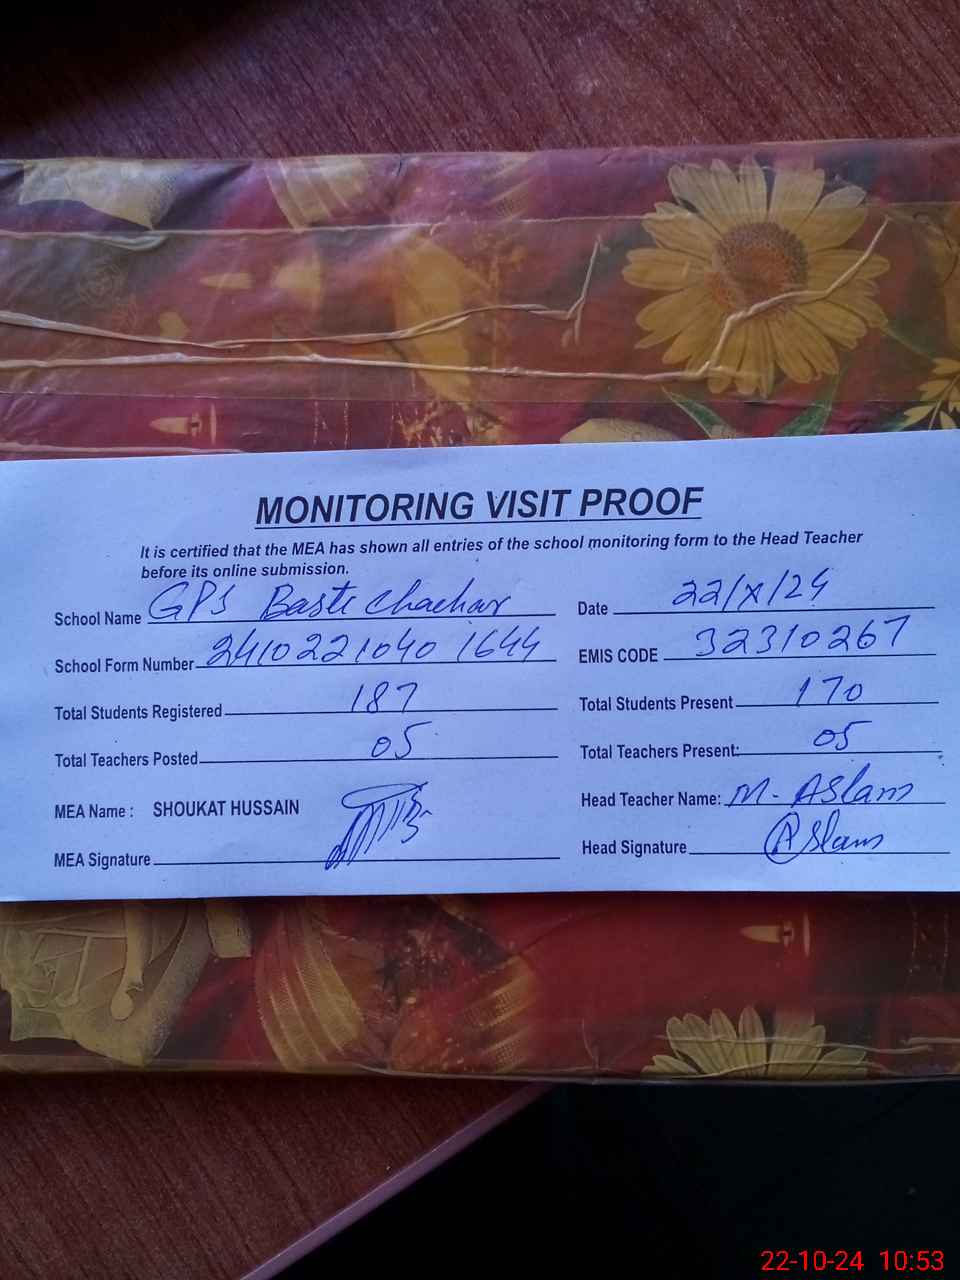 MONITORING VISIT PROOF
It is certified that the MEA has shown all entries of the school monitoring form to the Head Teacher
before its online submission.
School Name GPS Basti Chachar Date 22/X/24
School Form Number 2410221040 1644 EMIS CODE 32310267
Total Students Registered 187 Total Students Present 170
Total Teachers Posted 05 Total Teachers Present: 05
MEA Name : SHOUKAT HUSSAIN Head Teacher Name: M. Aslam
MEA Signature Head Signature Aslam
22-10-24 10:53